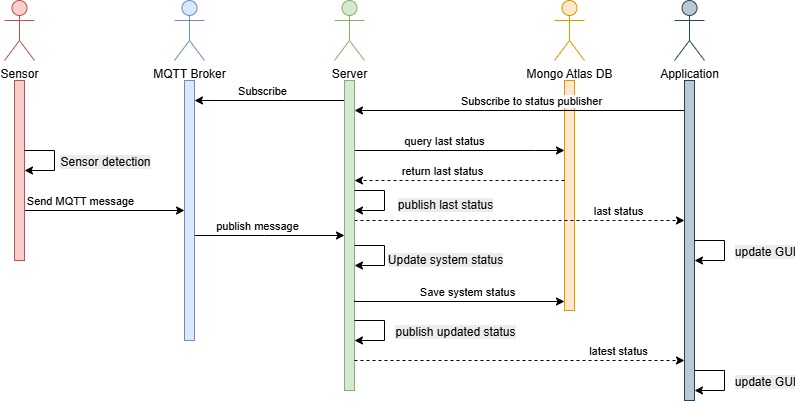 Sensor
MQTT Broker
Server
Mongo Atlas DB
Application
Subscribe
Subscribe to status publisher
query last status
Sensor detection
return last status
Send MQTT message
publish last status
last status
publish message
update GUI
Update system status
Save system status
publish updated status
latest status
update GUI